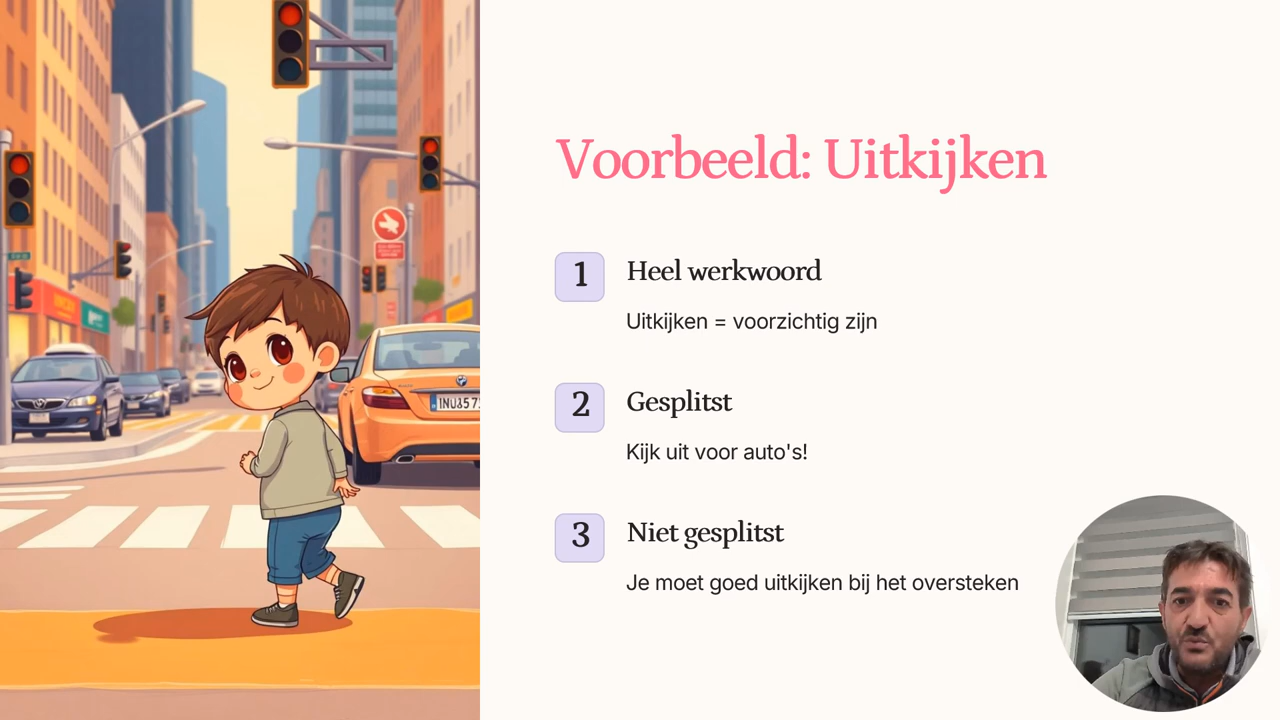 Voorbeeld: Uitkijken
1 Heel werkwoord
Uitkijken = voorzichtig zijn
2 Gesplitst
Kijk uit voor auto's!
3 Niet gesplitst
Je moet goed uitkijken bij het oversteken